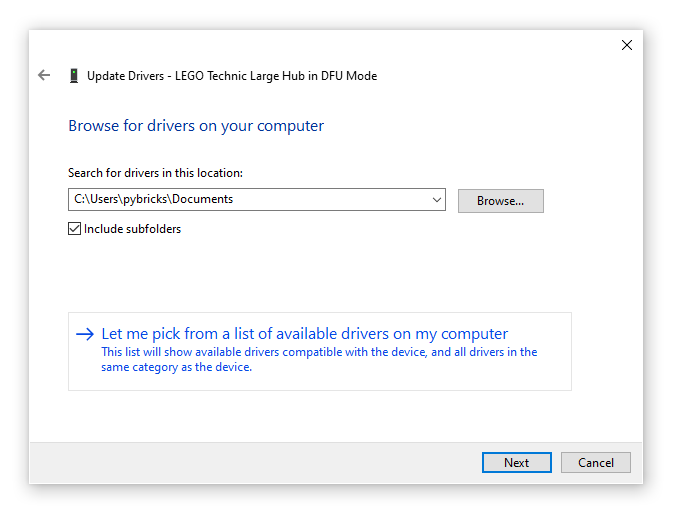 Update Drivers - LEGO Technic Large Hub in DFU Mode
Browse for drivers on your computer
Search for drivers in this location:
C:\Users\pybricks\Documents
Browse...
Include subfolders
Let me pick from a list of available drivers on my computer
This list will show available drivers compatible with the device, and all drivers in the
same category as the device.
Next
Cancel